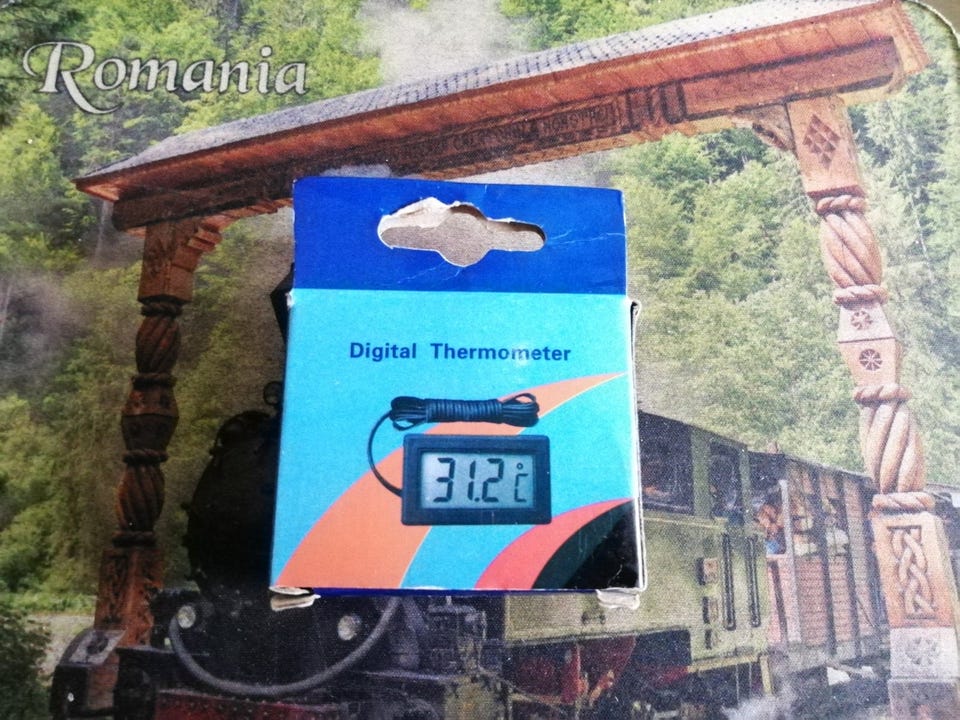 Romania
Digital Thermometer
31.2 °C